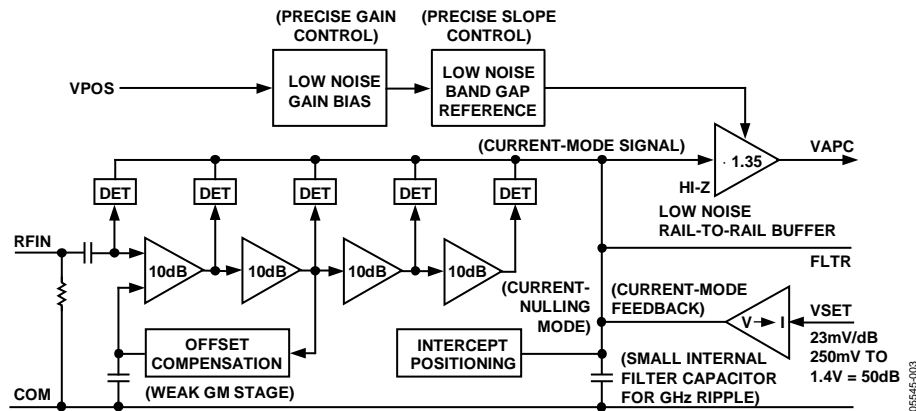 (PRECISE GAIN
CONTROL)
(PRECISE SLOPE
CONTROL)
VPOS
LOW NOISE
GAIN BIAS
LOW NOISE
BAND GAP
REFERENCE
(CURRENT-MODE SIGNAL)
· 1.35
VAPC
HI-Z
DET
DET
DET
DET
DET
LOW NOISE
RAIL-TO-RAIL BUFFER
RFIN
10dB
10dB
10dB
10dB
FLTR
(CURRENT-
NULLING
MODE)
(CURRENT-MODE
FEEDBACK)
V
I
VSET
23mV/dB
250mV TO
1.4V = 50dB
OFFSET
COMPENSATION
INTERCEPT
POSITIONING
(WEAK GM STAGE)
(SMALL INTERNAL
FILTER CAPACITOR
FOR GHz RIPPLE)
COM
05545-003